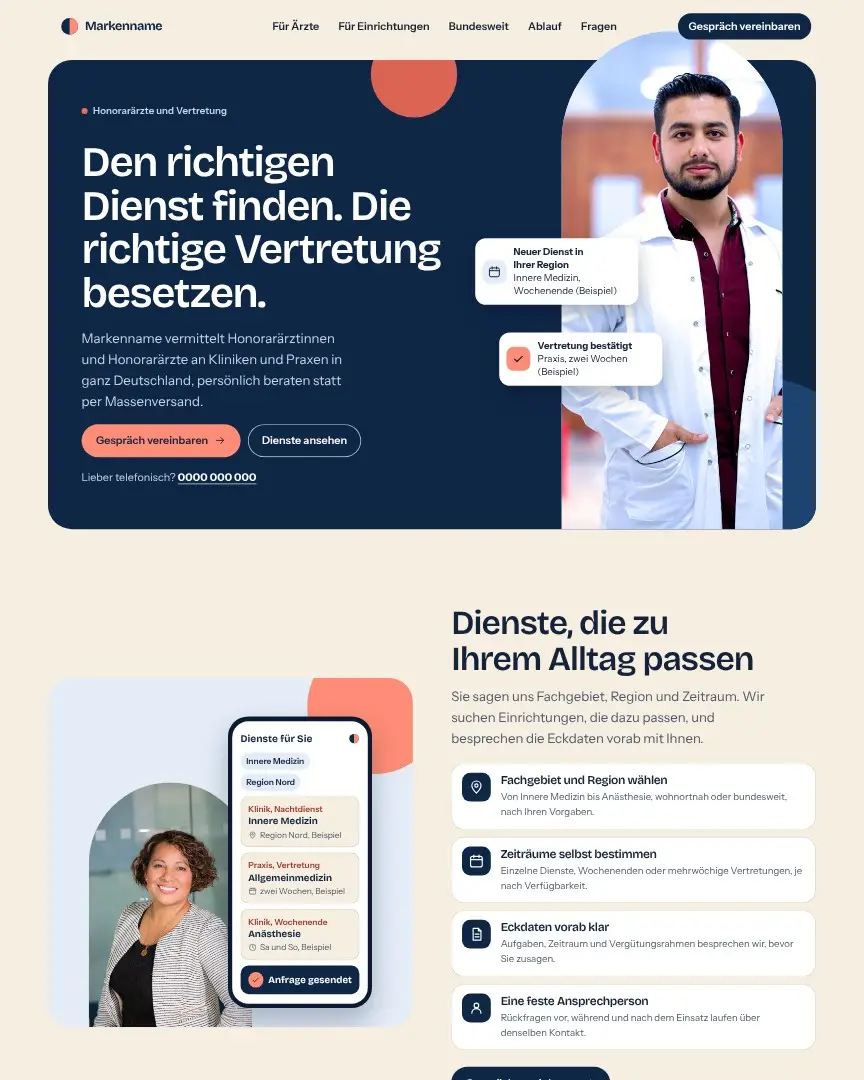 Markenname
Für Ärzte
Für Einrichtungen
Bundesweit
Ablauf
Fragen
Gespräch vereinbaren
Honorarärzte und Vertretung
Den richtigen
Dienst finden. Die
richtige Vertretung
besetzen.
Markenname vermittelt Honorarärztinnen
und Honorarärzte an Kliniken und Praxen in
ganz Deutschland, persönlich beraten statt
per Massenversand.
Gespräch vereinbaren
Dienste ansehen
Lieber telefonisch? 0000 000 000
Neuer Dienst in
Ihrer Region
Innere Medizin,
Wochenende (Beispiel)
Vertretung bestätigt
Praxis, zwei Wochen
(Beispiel)
Dienste für Sie
Innere Medizin
Region Nord
Klinik, Nachtdienst
Innere Medizin
Region Nord, Beispiel
Praxis, Vertretung
Allgemeinmedizin
zwei Wochen, Beispiel
Klinik, Wochenende
Anästhesie
Sa und So, Beispiel
Anfrage gesendet
Dienste, die zu
Ihrem Alltag passen
Sie sagen uns Fachgebiet, Region und Zeitraum. Wir
suchen Einrichtungen, die dazu passen, und
besprechen die Eckdaten vorab mit Ihnen.
Fachgebiet und Region wählen
Von Innere Medizin bis Anästhesie, wohnortnah oder bundesweit,
nach Ihren Vorgaben.
Zeiträume selbst bestimmen
Einzelne Dienste, Wochenenden oder mehrwöchige Vertretungen, je
nach Verfügbarkeit.
Eckdaten vorab klar
Aufgaben, Zeitraum und Vergütungsrahmen besprechen wir, bevor
Sie zusagen.
Eine feste Ansprechperson
Rückfragen vor, während und nach dem Einsatz laufen über
denselben Kontakt.